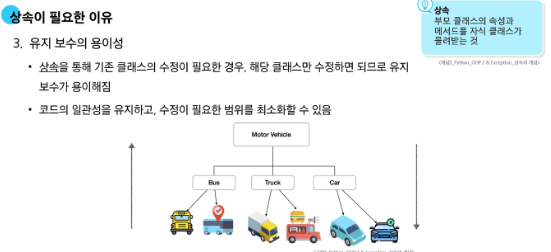 상속이 필요한 이유
상속
부모 클래스의 속성과
메서드를 자식 클래스가
물려받는 것
3. 유지 보수의 용이성
• 상속을 통해 기존 클래스의 수정이 필요한 경우, 해당 클래스만 수정하면 되므로 유지
보수가 용이해짐
• 코드의 일관성을 유지하고, 수정이 필요한 범위를 최소화할 수 있음
Motor Vehicle
Bus
Truck
Car